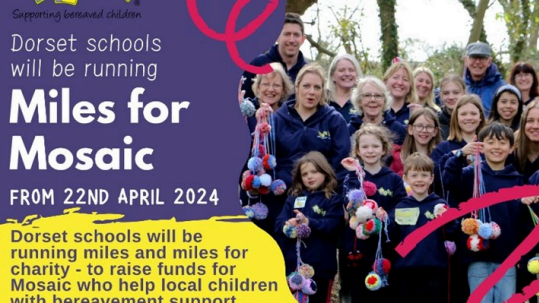 Supporting bereaved children
Dorset schools
will be running
Miles for
Mosaic
FROM 22ND APRIL 2024
Dorset schools will be
running miles and miles for
charity - to raise funds for
Mosaic who help local children
with bereavement support